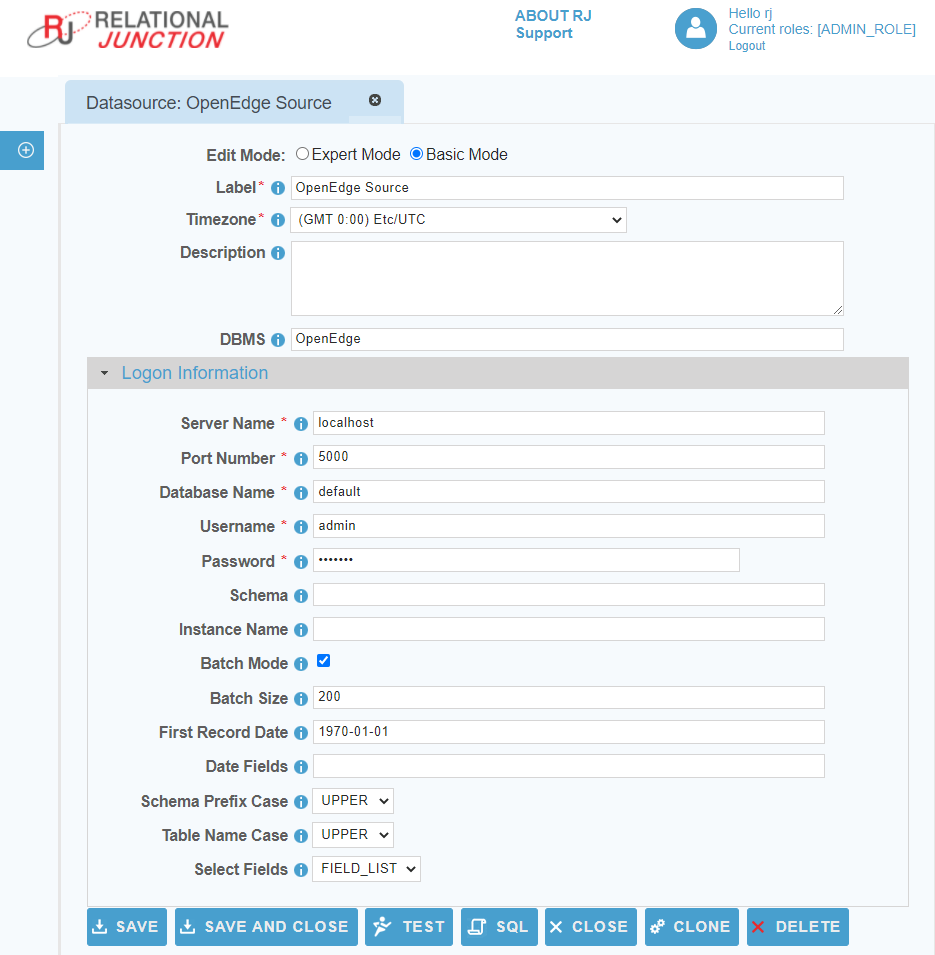 RJ RELATIONAL
JUNCTION
ABOUT RJ
Support
Hello rj
Current roles: [ADMIN_ROLE]
Logout
Datasource: OpenEdge Source
Edit Mode: Expert Mode Basic Mode
Label* OpenEdge Source
Timezone* (GMT 0:00) Etc/UTC
Description
DBMS OpenEdge
Logon Information
Server Name * localhost
Port Number * 5000
Database Name * default
Username * admin
Password * •••••••
Schema
Instance Name
Batch Mode
Batch Size 200
First Record Date 1970-01-01
Date Fields
Schema Prefix Case UPPER
Table Name Case UPPER
Select Fields FIELD_LIST
SAVE SAVE AND CLOSE TEST SQL CLOSE CLONE DELETE